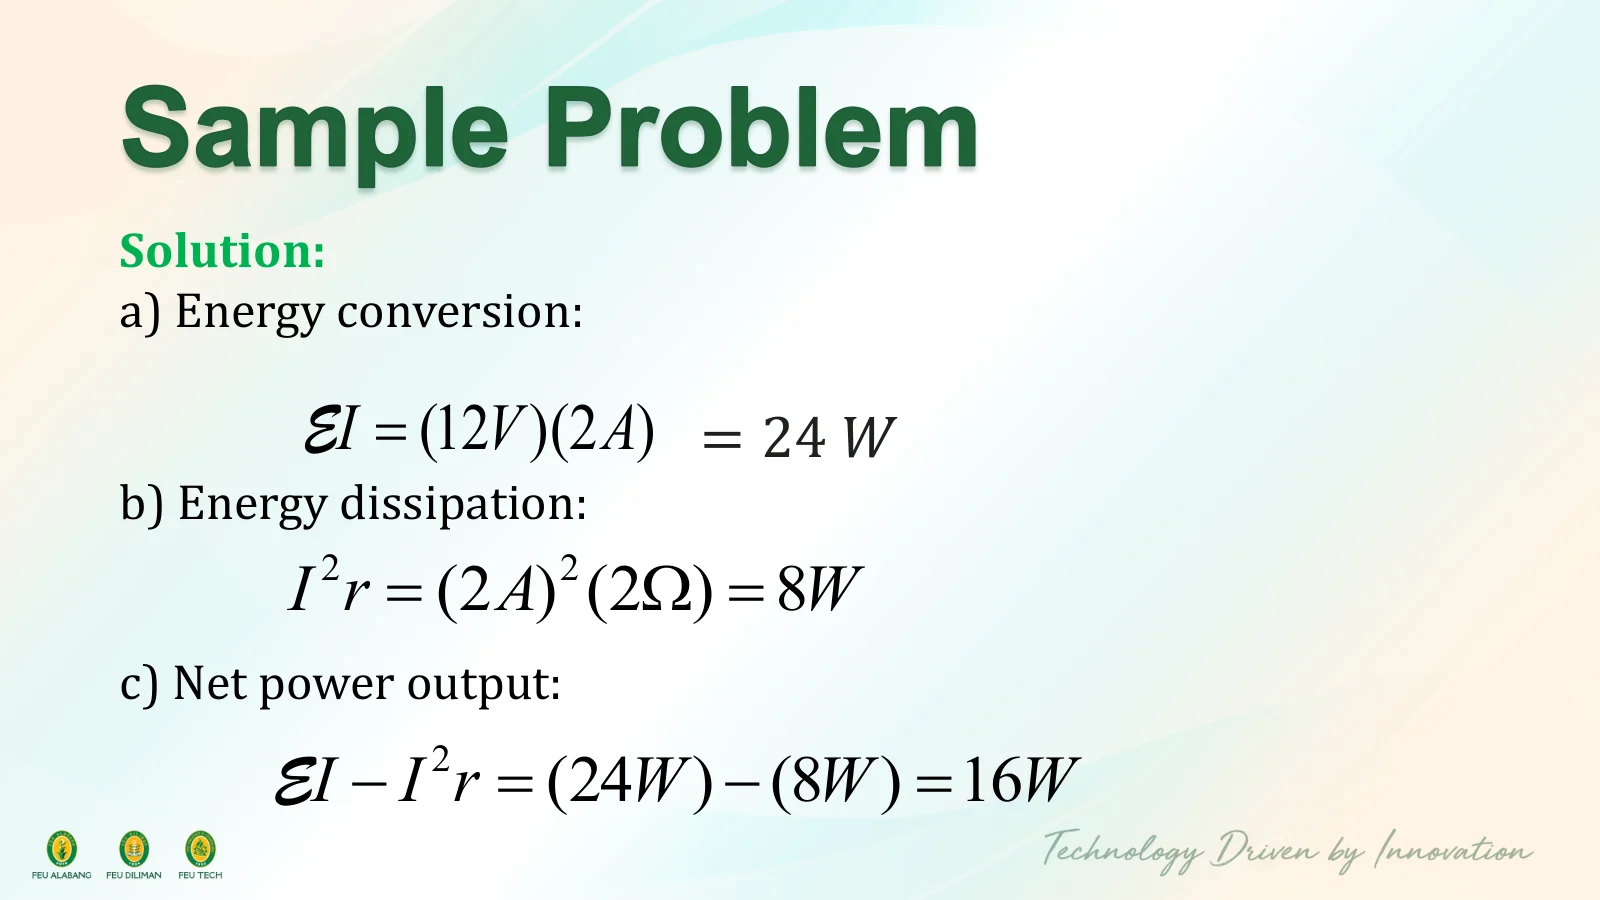 Sample Problem
Solution:
a) Energy conversion:
ℰI = (12V)(2A) = 24 W
b) Energy dissipation:
I²r = (2A)²(2Ω) = 8W
c) Net power output:
ℰI − I²r = (24W) − (8W) = 16W
FEU ALABANG FEU DILIMAN FEU TECH
Technology Driven by Innovation